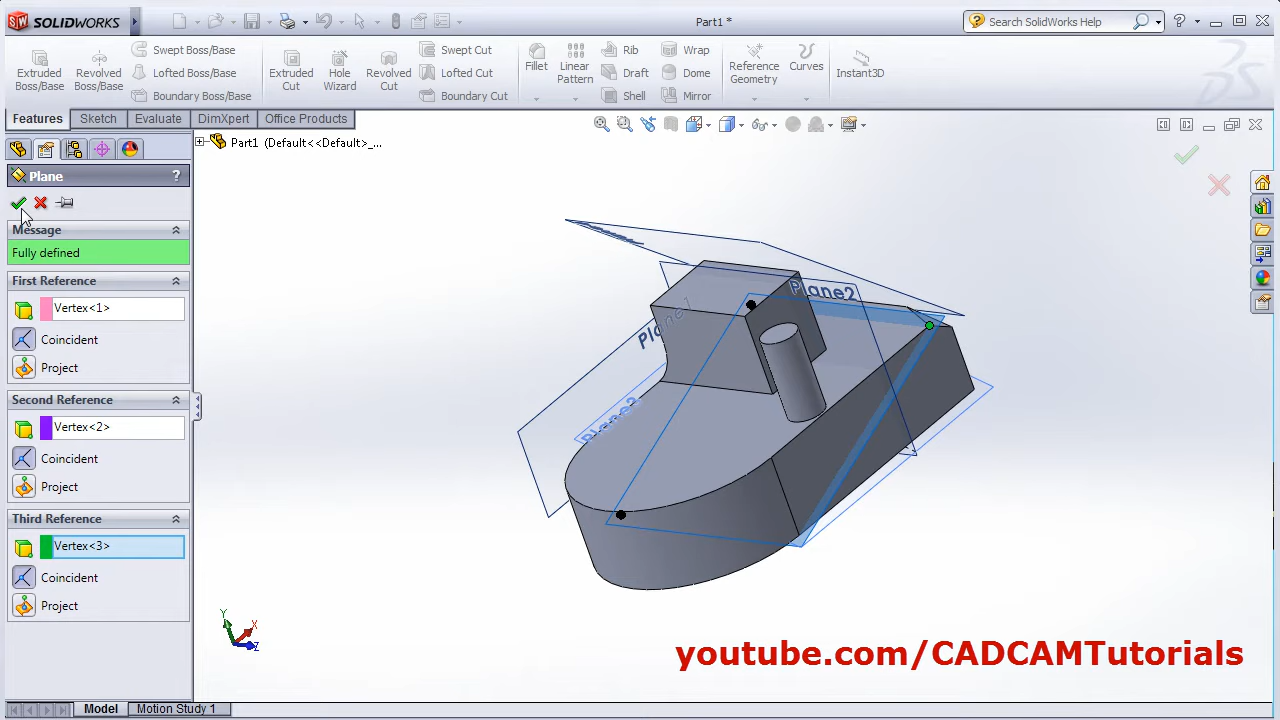 SOLIDWORKS
Part1 *
Search SolidWorks Help
Extruded Boss/Base
Revolved Boss/Base
Swept Boss/Base
Lofted Boss/Base
Boundary Boss/Base
Extruded Cut
Hole Wizard
Revolved Cut
Swept Cut
Lofted Cut
Boundary Cut
Fillet
Linear Pattern
Rib
Draft
Shell
Wrap
Dome
Mirror
Reference Geometry
Curves
Instant3D
Features
Sketch
Evaluate
DimXpert
Office Products
Part1 (Default<<Default>_...
Plane
?
Message
Fully defined
First Reference
Vertex<1>
Coincident
Project
Second Reference
Vertex<2>
Coincident
Project
Third Reference
Vertex<3>
Coincident
Project
Plane1
Plane2
Y
X
Z
youtube.com/CADCAMTutorials
Model
Motion Study 1